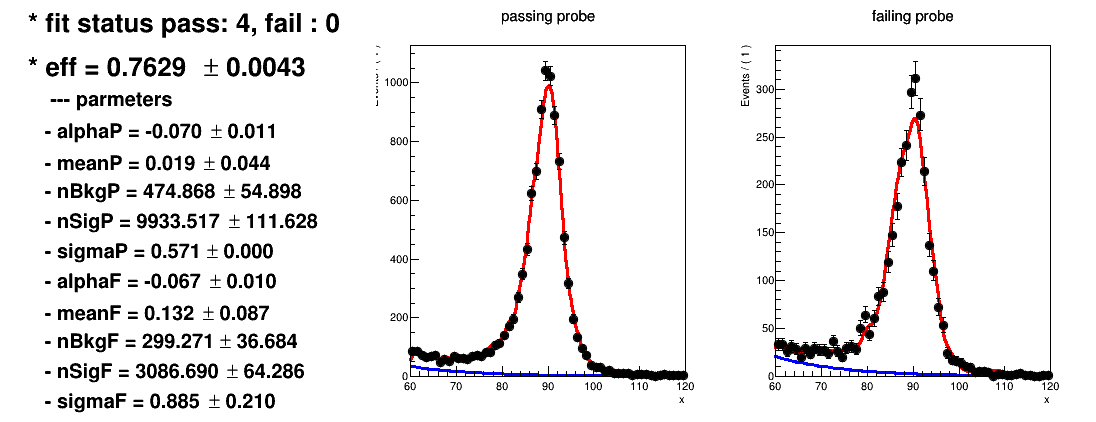 * fit status pass: 4, fail : 0
* eff = 0.7629 ± 0.0043
--- parmeters
- alphaP = -0.070 ± 0.011
- meanP = 0.019 ± 0.044
- nBkgP = 474.868 ± 54.898
- nSigP = 9933.517 ± 111.628
- sigmaP = 0.571 ± 0.000
- alphaF = -0.067 ± 0.010
- meanF = 0.132 ± 0.087
- nBkgF = 299.271 ± 36.684
- nSigF = 3086.690 ± 64.286
- sigmaF = 0.885 ± 0.210
passing probe
1000
800
600
400
200
0
60 70 80 90 100 110 120
x
failing probe
Events / ( 1 )
300
250
200
150
100
50
0
60 70 80 90 100 110 120
x